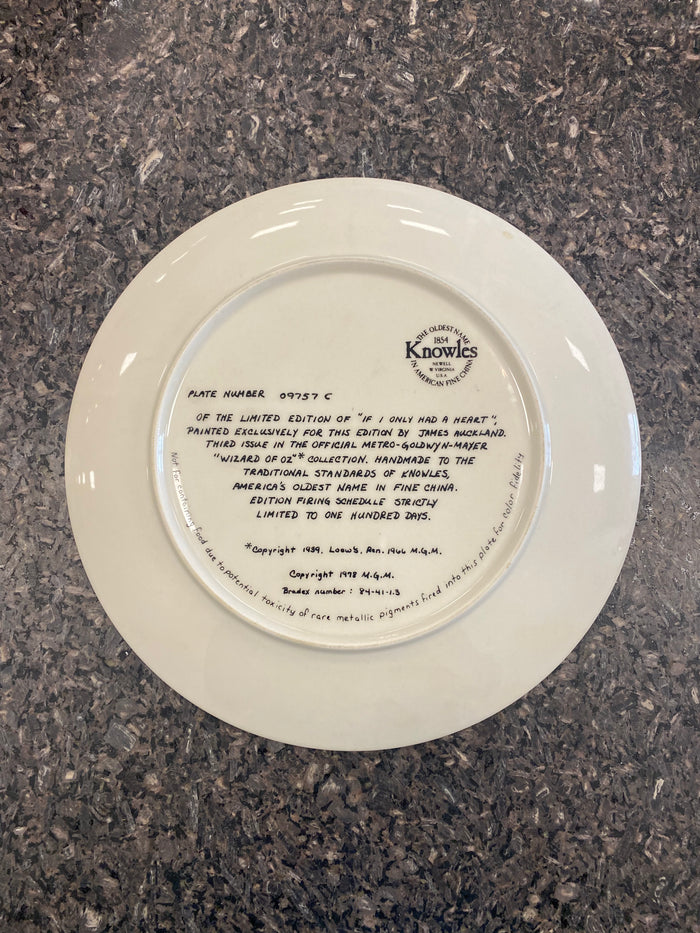 THE OLDEST NAME
1854
Knowles
NEWELL
W VIRGINIA
U.S.A
IN AMERICAN FINE CHINA
PLATE NUMBER 09757 C
OF THE LIMITED EDITION OF "IF I ONLY HAD A HEART",
PAINTED EXCLUSIVELY FOR THIS EDITION BY JAMES AUCKLAND.
THIRD ISSUE IN THE OFFICIAL METRO-GOLDWYN-MAYER
"WIZARD OF OZ"* COLLECTION. HANDMADE TO THE
TRADITIONAL STANDARDS OF KNOWLES,
AMERICA'S OLDEST NAME IN FINE CHINA.
EDITION FIRING SCHEDULE STRICTLY
LIMITED TO ONE HUNDRED DAYS.
*Copyright 1939, Loew's, Ren. 1966 M.G.M.
Copyright 1978 M.G.M.
Bradex number: 84-41-1.3
Not for containing food due to potential toxicity of rare metallic pigments fired into this plate for color fidelity